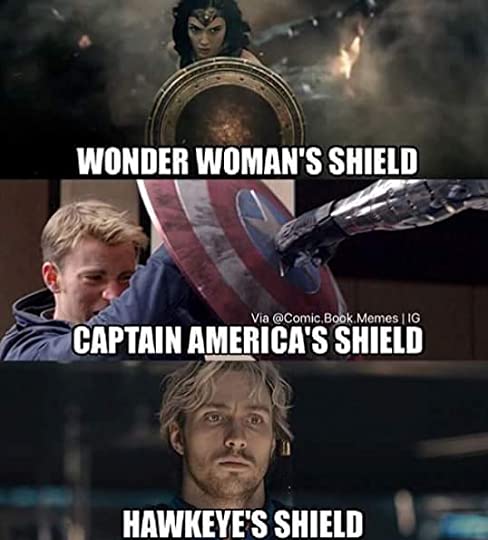 WONDER WOMAN'S SHIELD
Via @Comic.Book.Memes | IG
CAPTAIN AMERICA'S SHIELD
HAWKEYE'S SHIELD